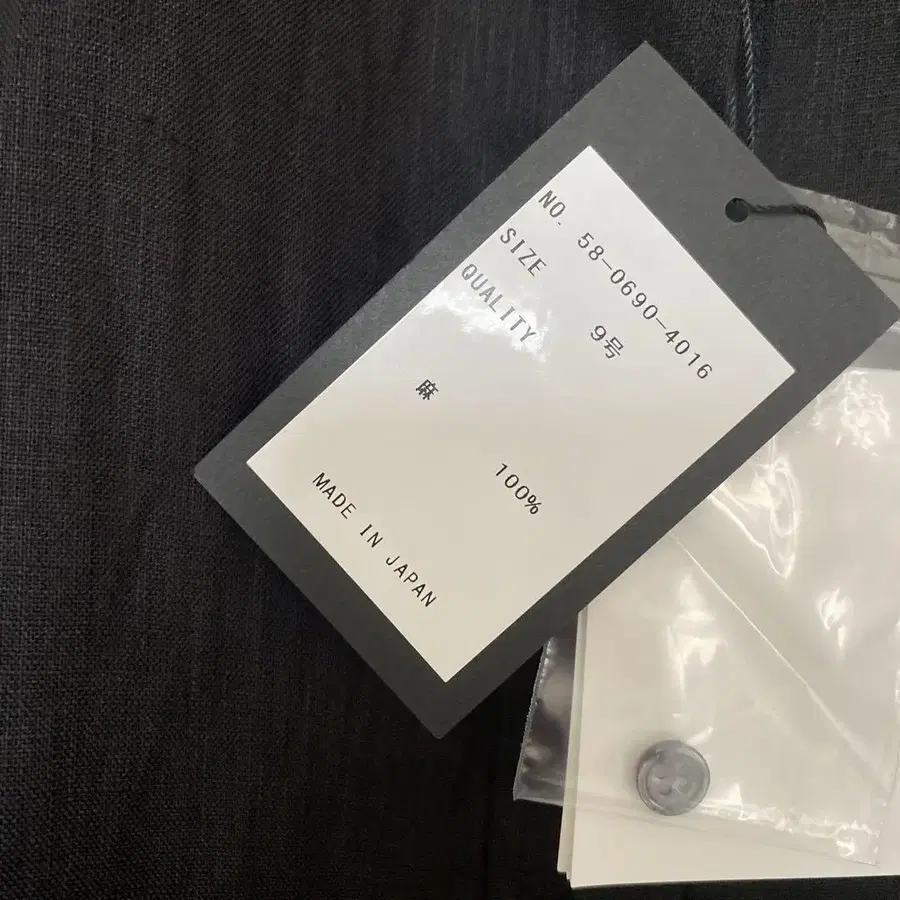 NO. 58-0690-4016
SIZE 9号
QUALITY
麻 100%
MADE IN JAPAN